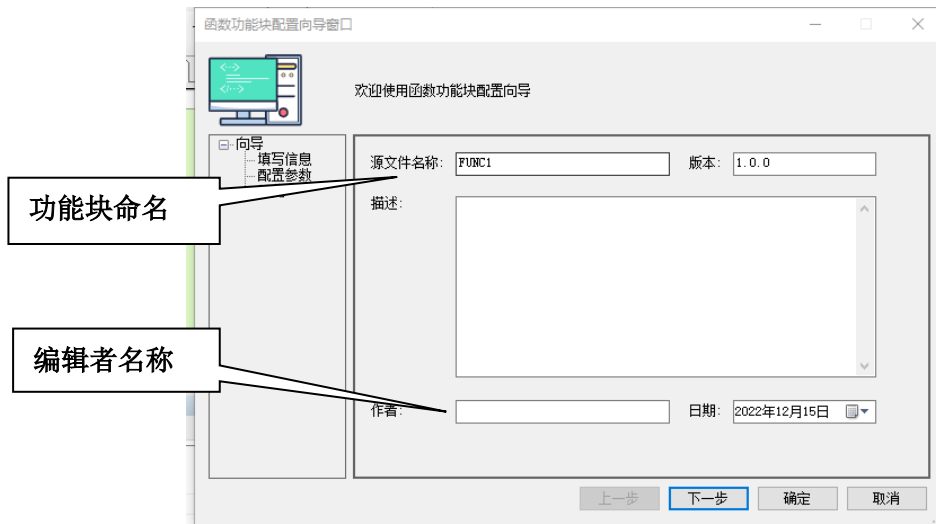 函数功能块配置向导窗口
欢迎使用函数功能块配置向导
向导
填写信息
配置参数
源文件名称: FUNC1 版本: 1.0.0
功能块命名
描述:
编辑者名称
作者: 日期: 2022年12月15日
上一步 下一步 确定 取消